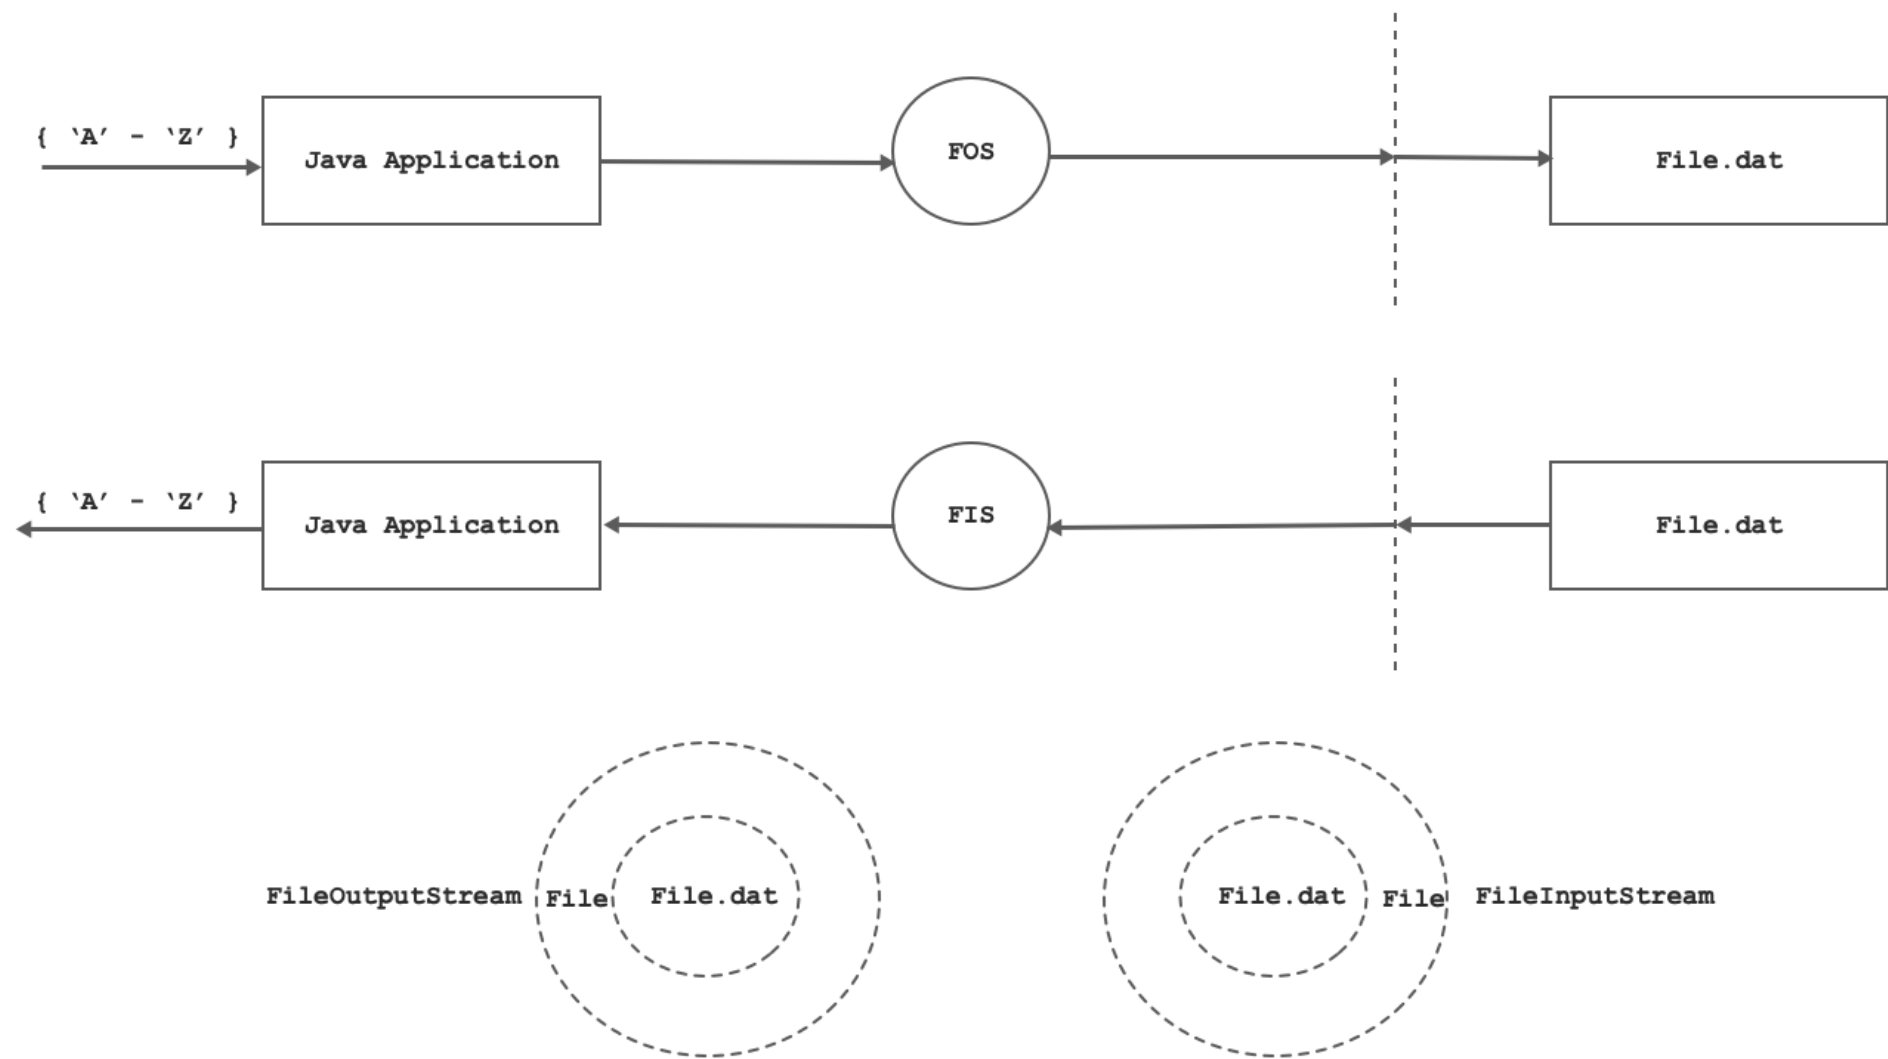 { ‘A’ - ‘Z’ }
Java Application
FOS
File.dat
{ ‘A’ - ‘Z’ }
Java Application
FIS
File.dat
FileOutputStream
File
File.dat
File.dat
File
FileInputStream